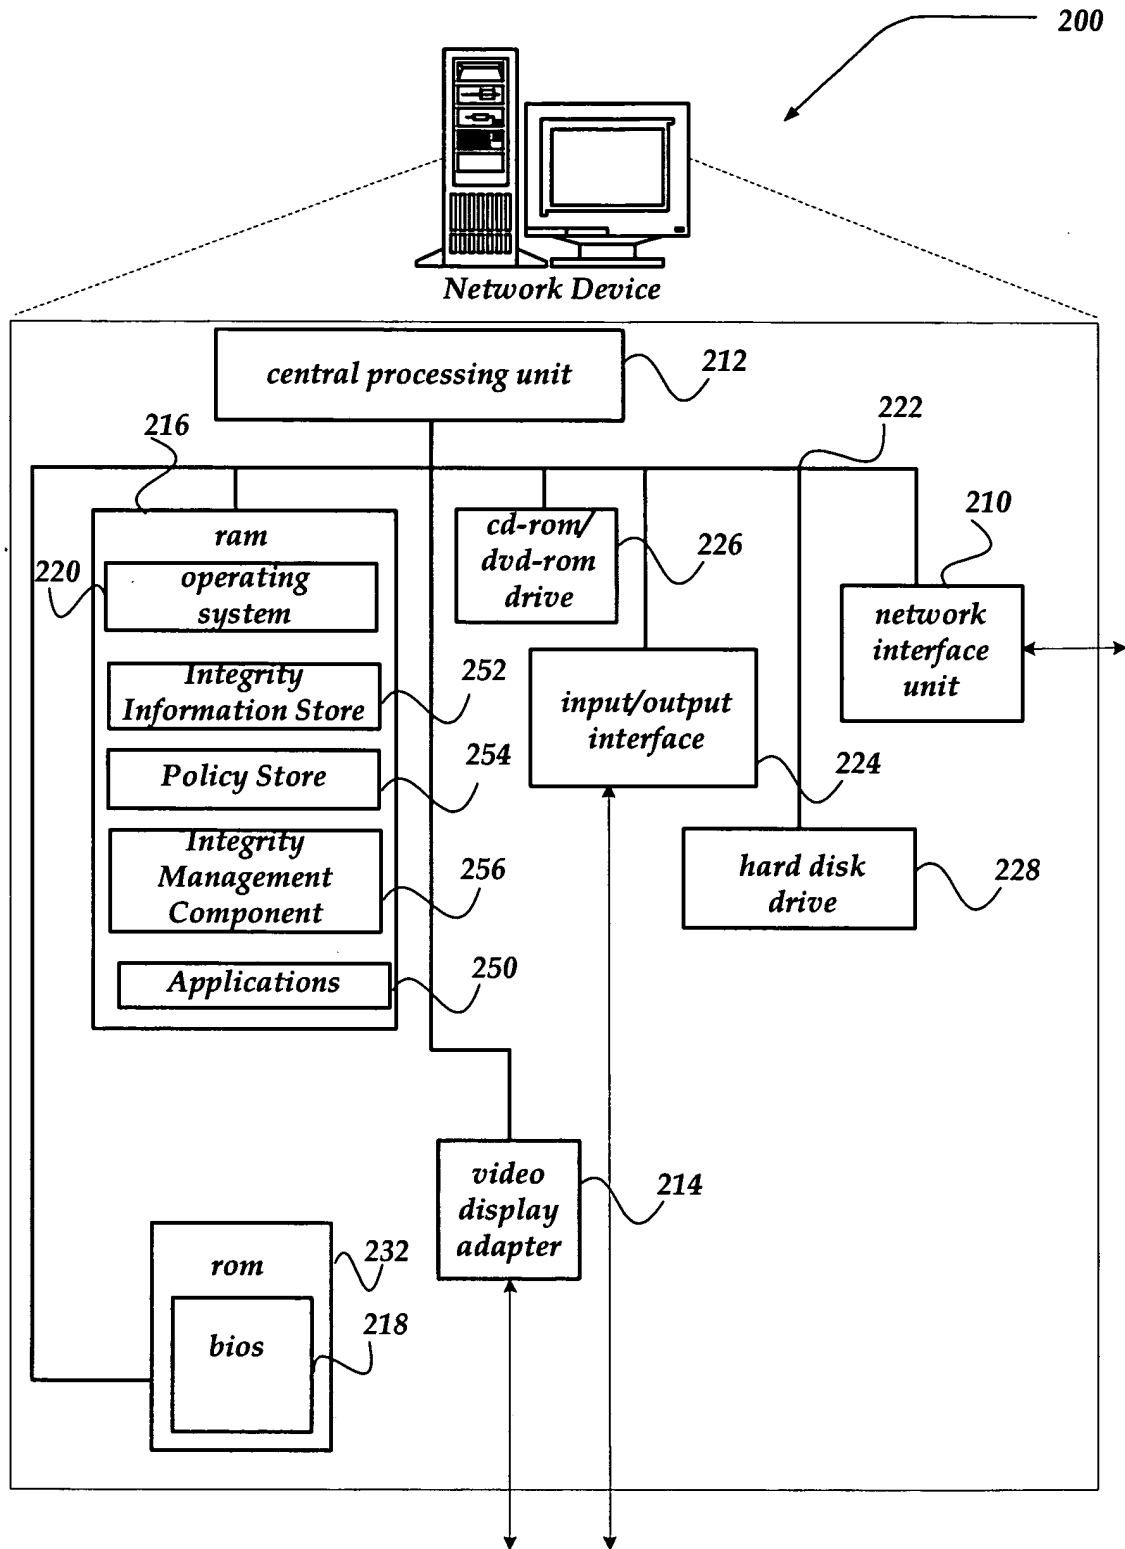 200
Network Device
central processing unit
212
216
222
ram
220
operating
system
cd-rom/
dvd-rom
drive
226
210
network
interface
unit
Integrity
Information Store
252
input/output
interface
224
Policy Store
254
Integrity
Management
Component
256
hard disk
drive
228
Applications
250
video
display
adapter
214
rom
232
bios
218